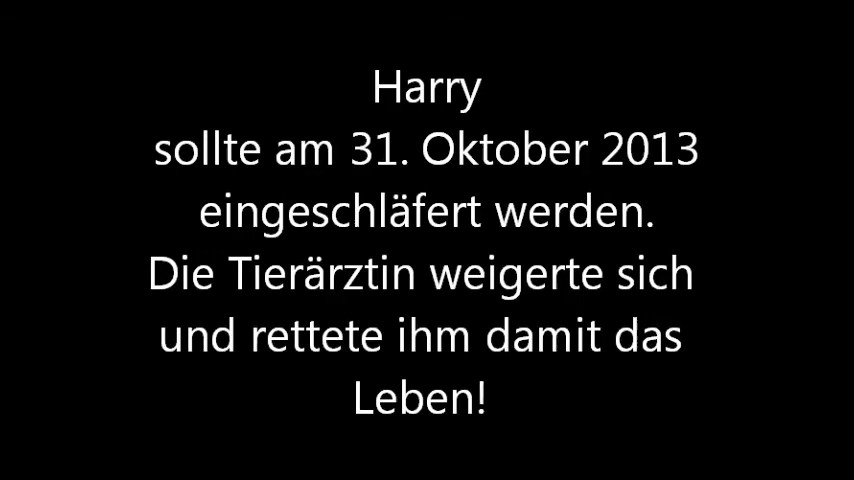 Harry
sollte am 31. Oktober 2013
eingeschläfert werden.
Die Tierärztin weigerte sich
und rettete ihm damit das
Leben!